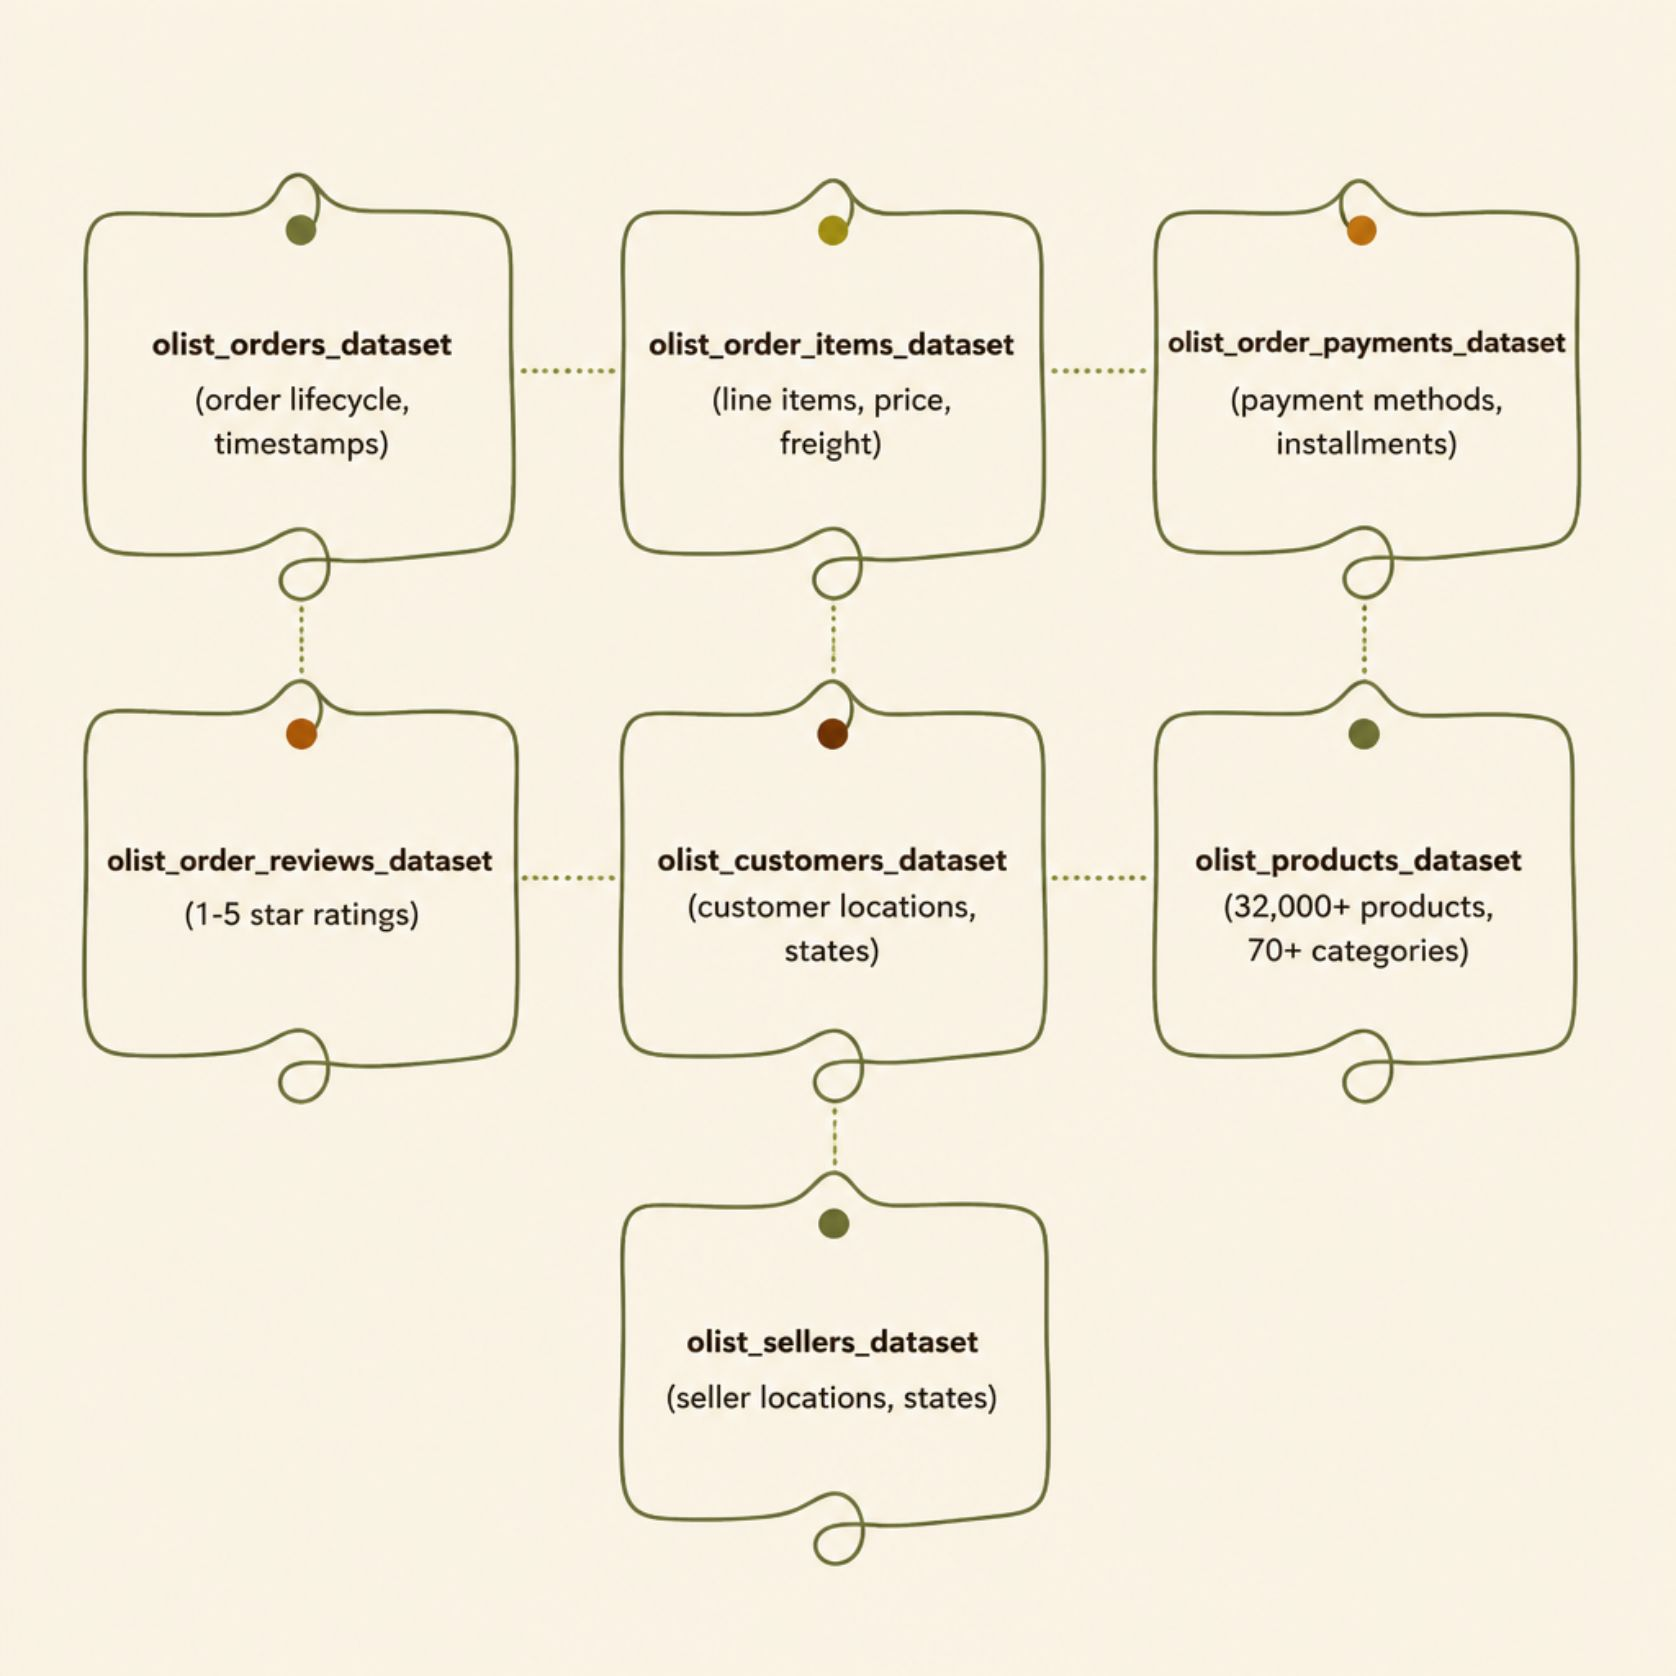 olist_orders_dataset
(order lifecycle,
timestamps)
olist_order_items_dataset
(line items, price,
freight)
olist_order_payments_dataset
(payment methods,
installments)
olist_order_reviews_dataset
(1-5 star ratings)
olist_customers_dataset
(customer locations,
states)
olist_products_dataset
(32,000+ products,
70+ categories)
olist_sellers_dataset
(seller locations, states)